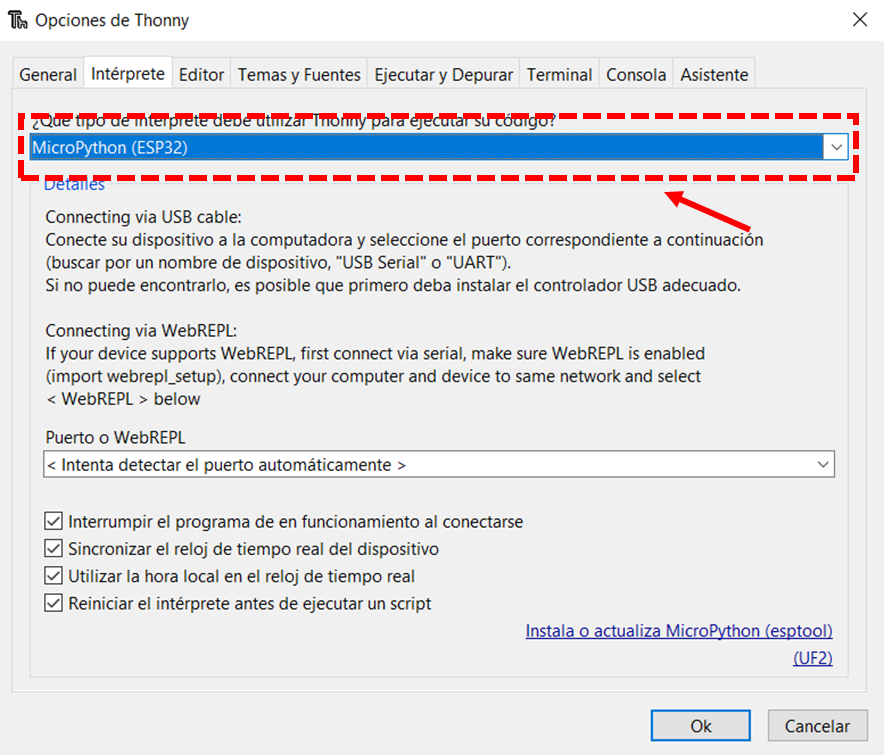 Opciones de Thonny
General Intérprete Editor Temas y Fuentes Ejecutar y Depurar Terminal Consola Asistente
¿Qué tipo de intérprete debe utilizar Thonny para ejecutar su código?
MicroPython (ESP32)
Detalles
Connecting via USB cable:
Conecte su dispositivo a la computadora y seleccione el puerto correspondiente a continuación
(buscar por un nombre de dispositivo, "USB Serial" o "UART").
Si no puede encontrarlo, es posible que primero deba instalar el controlador USB adecuado.
Connecting via WebREPL:
If your device supports WebREPL, first connect via serial, make sure WebREPL is enabled
(import webrepl_setup), connect your computer and device to same network and select
< WebREPL > below
Puerto o WebREPL
< Intenta detectar el puerto automáticamente >
Interrumpir el programa de en funcionamiento al conectarse
Sincronizar el reloj de tiempo real del dispositivo
Utilizar la hora local en el reloj de tiempo real
Reiniciar el intérprete antes de ejecutar un script
Instala o actualiza MicroPython (esptool)
(UF2)
Ok Cancelar